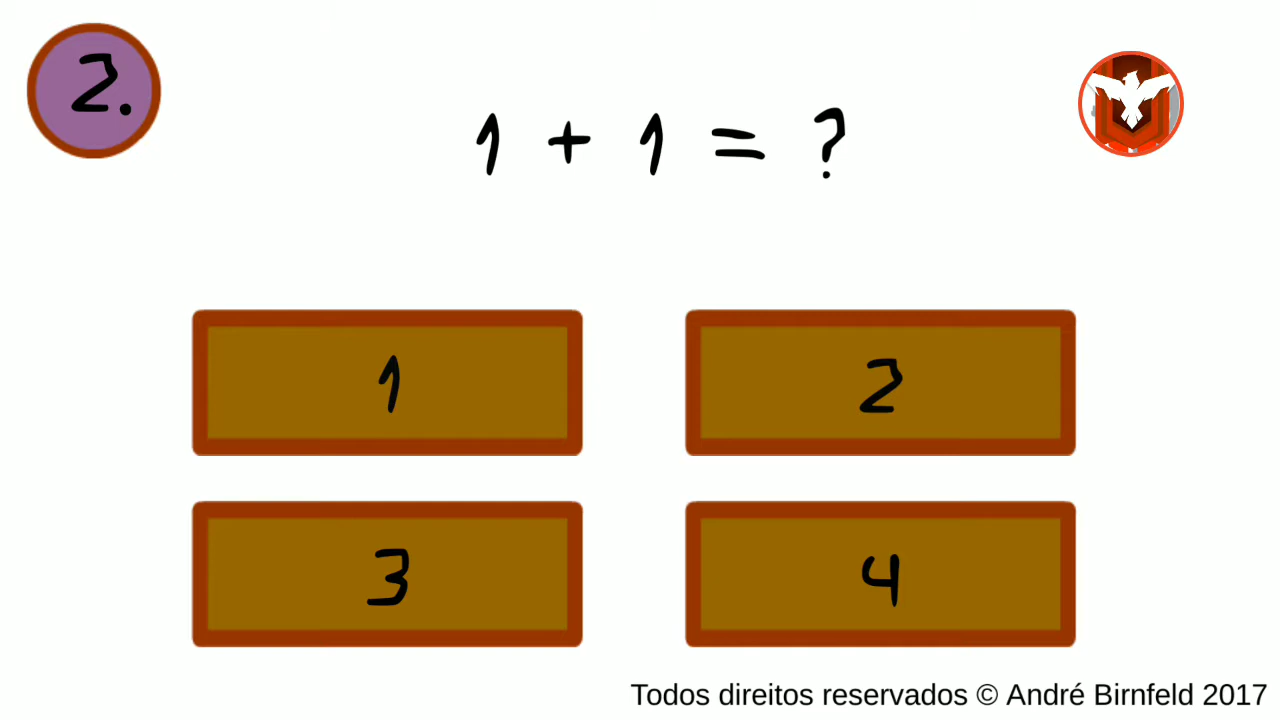 2.
1 + 1 = ?
1
2
3
4
Todos direitos reservados © André Birnfeld 2017